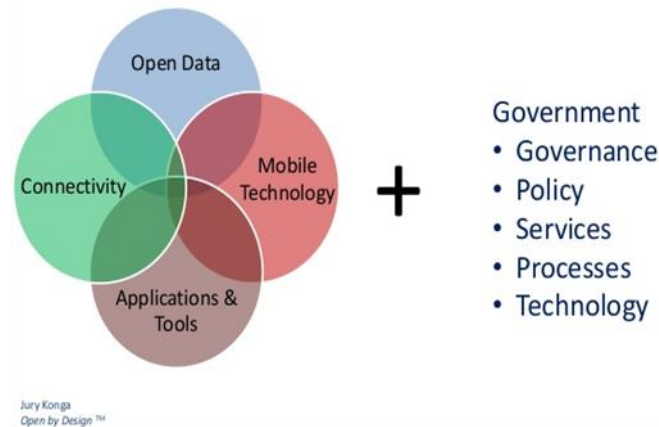 Open Data
Connectivity
Mobile
Technology
Applications &
Tools
+
Government
• Governance
• Policy
• Services
• Processes
• Technology
Jury Konga
Open by Design ™